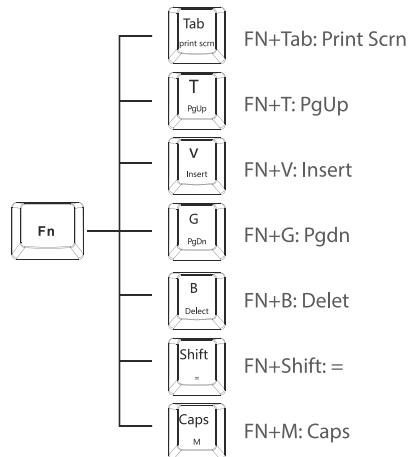 Tab
print scrn
FN+Tab: Print Scrn
T
PgUp
FN+T: PgUp
V
Insert
FN+V: Insert
Fn
G
PgDn
FN+G: Pgdn
B
Delect
FN+B: Delet
Shift
=
FN+Shift: =
Caps
M
FN+M: Caps